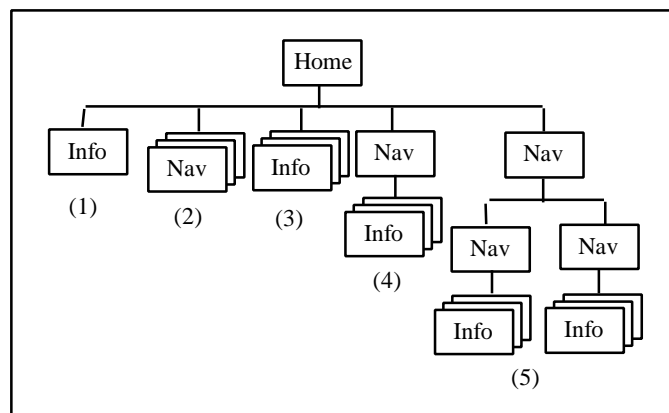 Home
Info
Nav
Info
Nav
Nav
(1)
(2)
(3)
Info
Nav
Nav
(4)
Info
Info
(5)